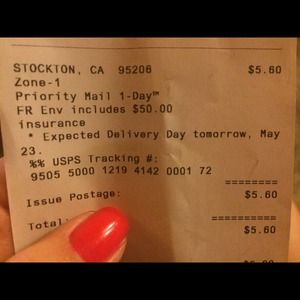 STOCKTON, CA 95206 $5.60
Zone-1
Priority Mail 1-Day™
FR Env includes $50.00
insurance
* Expected Delivery Day tomorrow, May
23.
%% USPS Tracking #:
9505 5000 1219 4142 0001 72
========
Issue Postage: $5.60
==========
Total: $5.60